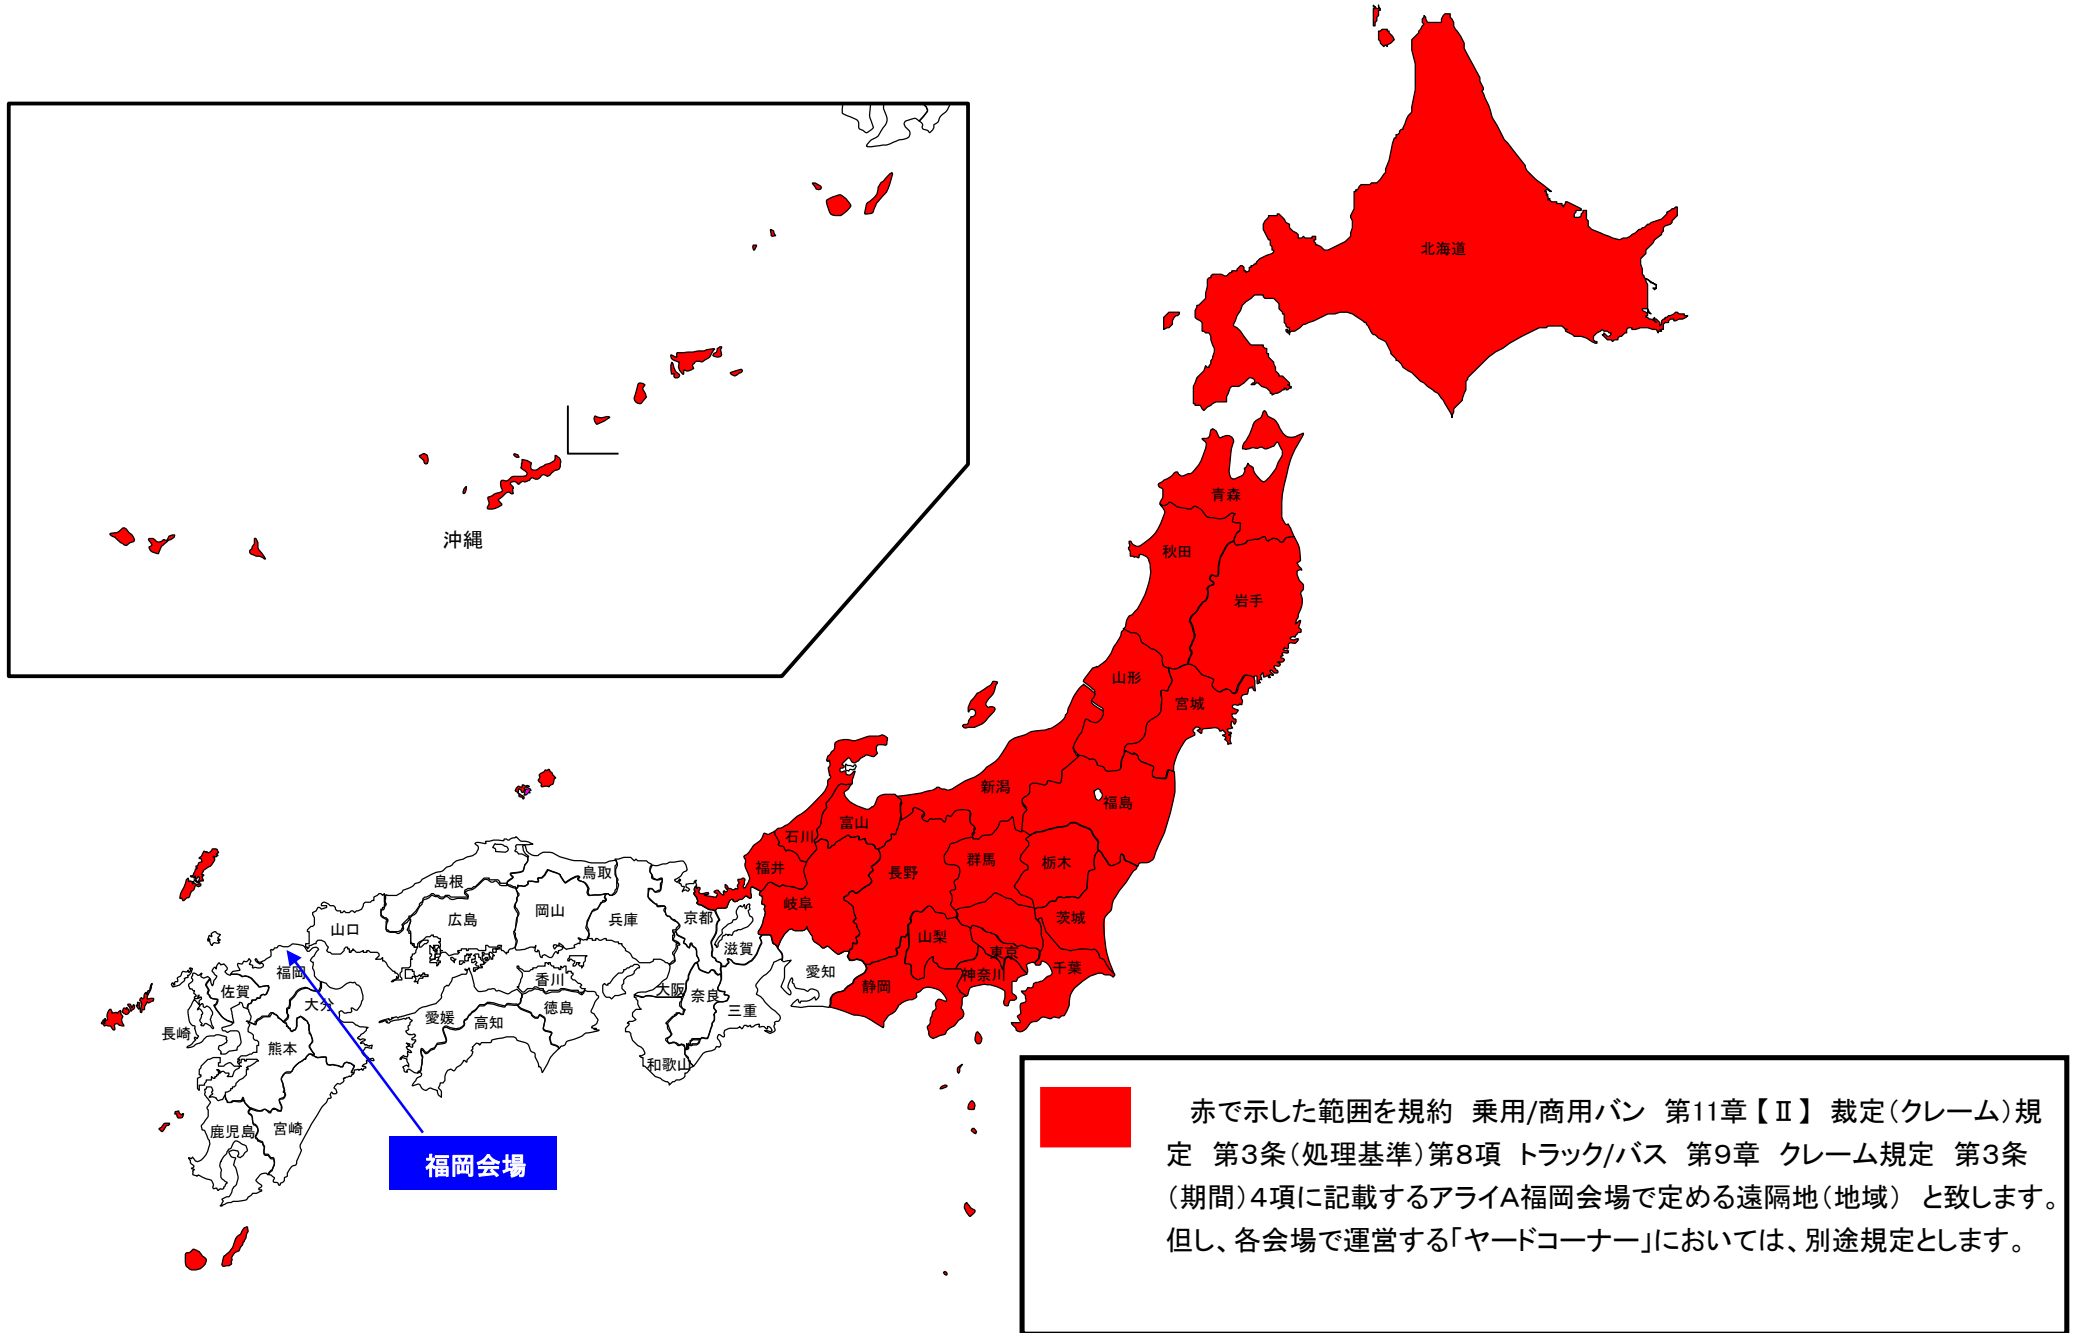 北海道
沖縄
青森
秋田
岩手
山形
宮城
新潟
福島
石川
富山
福井
長野
群馬
栃木
岐阜
茨城
山梨
東京
神奈川
千葉
静岡
愛知
島根
鳥取
広島
岡山
兵庫
京都
山口
滋賀
福岡
佐賀
大分
香川
大阪
奈良
徳島
三重
愛媛
高知
長崎
熊本
和歌山
鹿児島
宮崎
福岡会場
赤で示した範囲を規約 乗用/商用バン 第11章【Ⅱ】 裁定(クレーム)規
定 第3条(処理基準)第8項 トラック/バス 第9章 クレーム規定 第3条
(期間)4項に記載するアライA福岡会場で定める遠隔地(地域) と致します。
但し、各会場で運営する「ヤードコーナー」においては、別途規定とします。